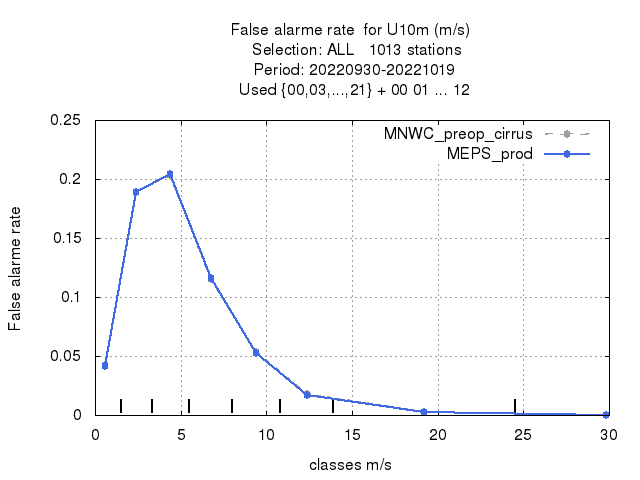 False alarme rate  for U10m (m/s)
Selection: ALL   1013 stations
Period: 20220930-20221019
Used {00,03,...,21} + 00 01 ... 12
MNWC_preop_cirrus
MEPS_prod
False alarme rate
0.25
0.2
0.15
0.1
0.05
0
0 5 10 15 20 25 30
classes m/s